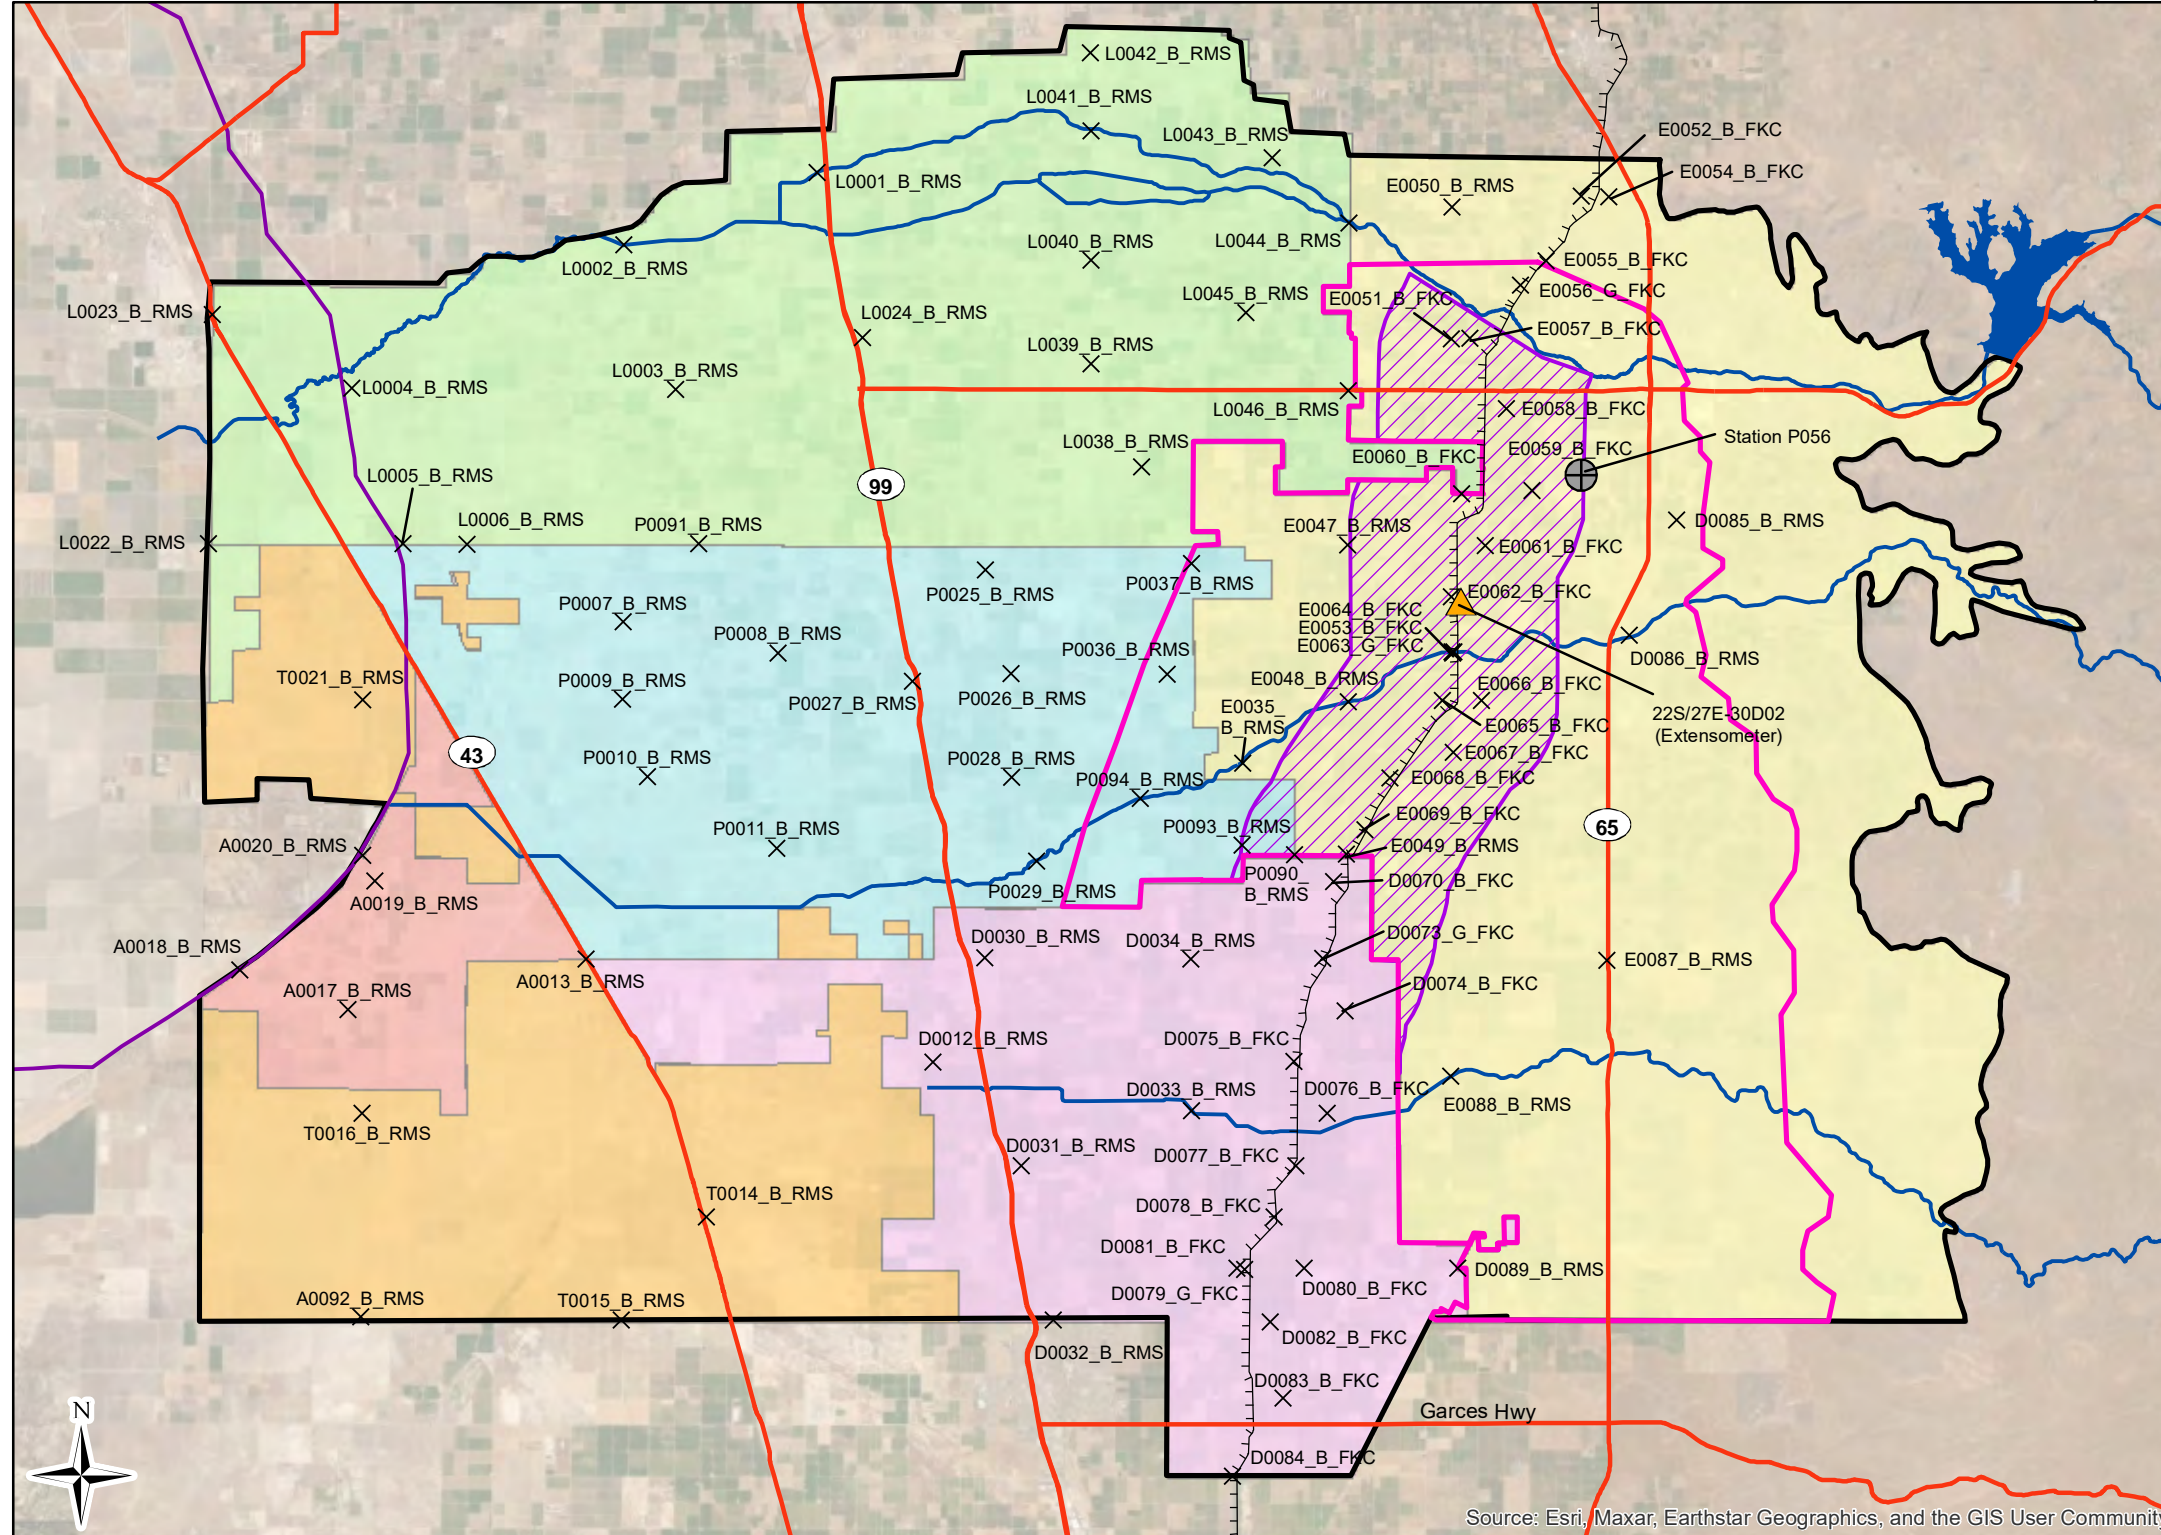 L0042_B_RMS
L0041_B_RMS
L0043_B_RMS
E0052_B_FKC
E0054_B_FKC
L0001_B_RMS
E0050_B_RMS
L0040_B_RMS
L0044_B_RMS
L0002_B_RMS
E0055_B_FKC
E0056_G_FKC
L0045_B_RMS
E0051_B_FKC
L0023_B_RMS
L0024_B_RMS
E0057_B_FKC
L0039_B_RMS
L0003_B_RMS
L0004_B_RMS
L0046_B_RMS
E0058_B_FKC
Station P056
L0038_B_RMS
E0059_B_FKC
E0060_B_FKC
L0005_B_RMS
99
L0006_B_RMS
P0091_B_RMS
E0047_B_RMS
D0085_B_RMS
L0022_B_RMS
E0061_B_FKC
P0037_B_RMS
P0025_B_RMS
E0062_B_FKC
P0007_B_RMS
E0064_B_FKC
E0053_B_FKC
E0063_G_FKC
P0008_B_RMS
P0036_B_RMS
D0086_B_RMS
T0021_B_RMS
P0009_B_RMS
E0048_B_RMS
E0066_B_FKC
P0027_B_RMS
P0026_B_RMS
E0035_
B_RMS
22S/27E-30D02
(Extensometer)
E0065_B_FKC
43
P0010_B_RMS
P0028_B_RMS
E0067_B_FKC
P0094_B_RMS
E0068_B_FKC
P0011_B_RMS
P0093_B_RMS
E0069_B_FKC
65
A0020_B_RMS
E0049_B_RMS
P0029_B_RMS
P0090_
B_RMS
D0070_B_FKC
A0019_B_RMS
A0018_B_RMS
D0030_B_RMS
D0034_B_RMS
D0073_G_FKC
E0087_B_RMS
A0017_B_RMS
A0013_B_RMS
D0074_B_FKC
D0012_B_RMS
D0075_B_FKC
D0033_B_RMS
D0076_B_FKC
E0088_B_RMS
T0016_B_RMS
D0031_B_RMS
D0077_B_FKC
T0014_B_RMS
D0078_B_FKC
D0081_B_FKC
D0089_B_RMS
D0079_G_FKC
D0080_B_FKC
A0092_B_RMS
T0015_B_RMS
D0082_B_FKC
D0032_B_RMS
D0083_B_FKC
Garces Hwy
N
D0084_B_FKC
Source: Esri, Maxar, Earthstar Geographics, and the GIS User Community